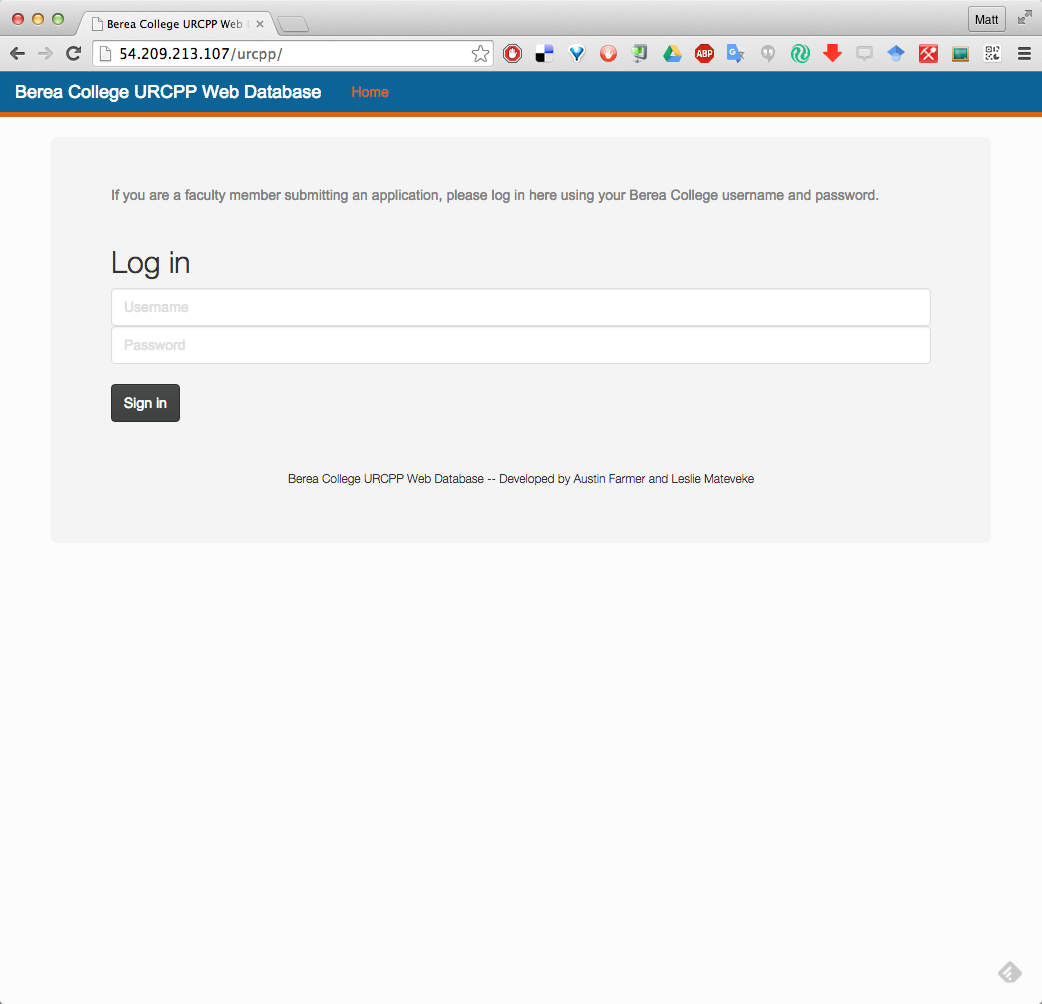 Berea College URCPP Web
Matt
54.209.213.107/urcpp/
ABP
Berea College URCPP Web Database Home
If you are a faculty member submitting an application, please log in here using your Berea College username and password.
Log in
Username
Password
Sign in
Berea College URCPP Web Database -- Developed by Austin Farmer and Leslie Mateveke